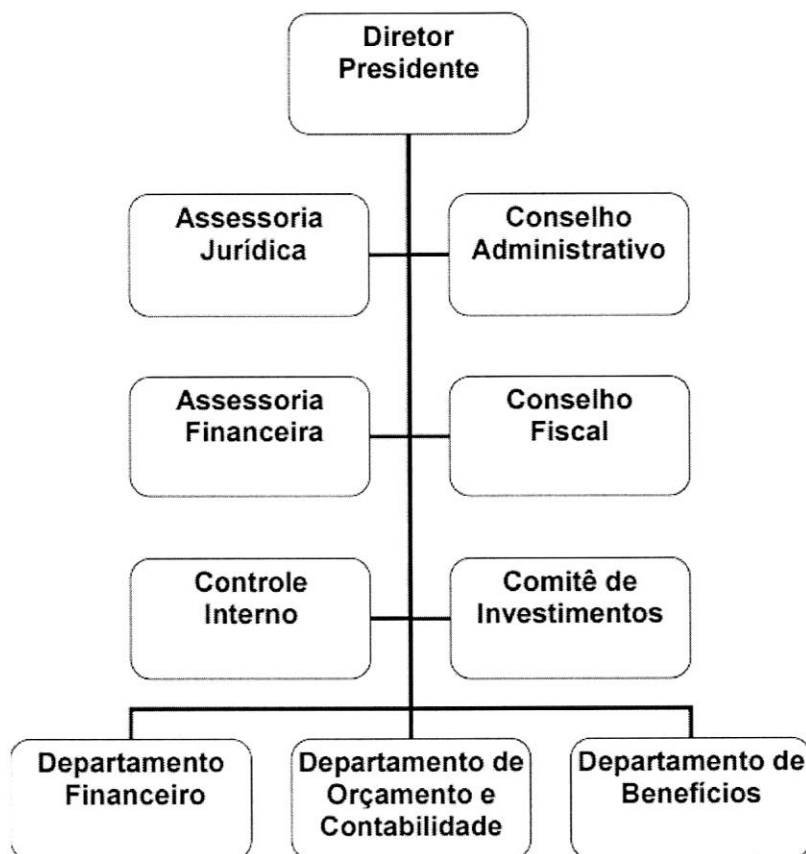 Diretor
Presidente
Assessoria
Jurídica
Conselho
Administrativo
Assessoria
Financeira
Conselho
Fiscal
Controle
Interno
Comitê de
Investimentos
Departamento
Financeiro
Departamento de
Orçamento e
Contabilidade
Departamento de
Benefícios